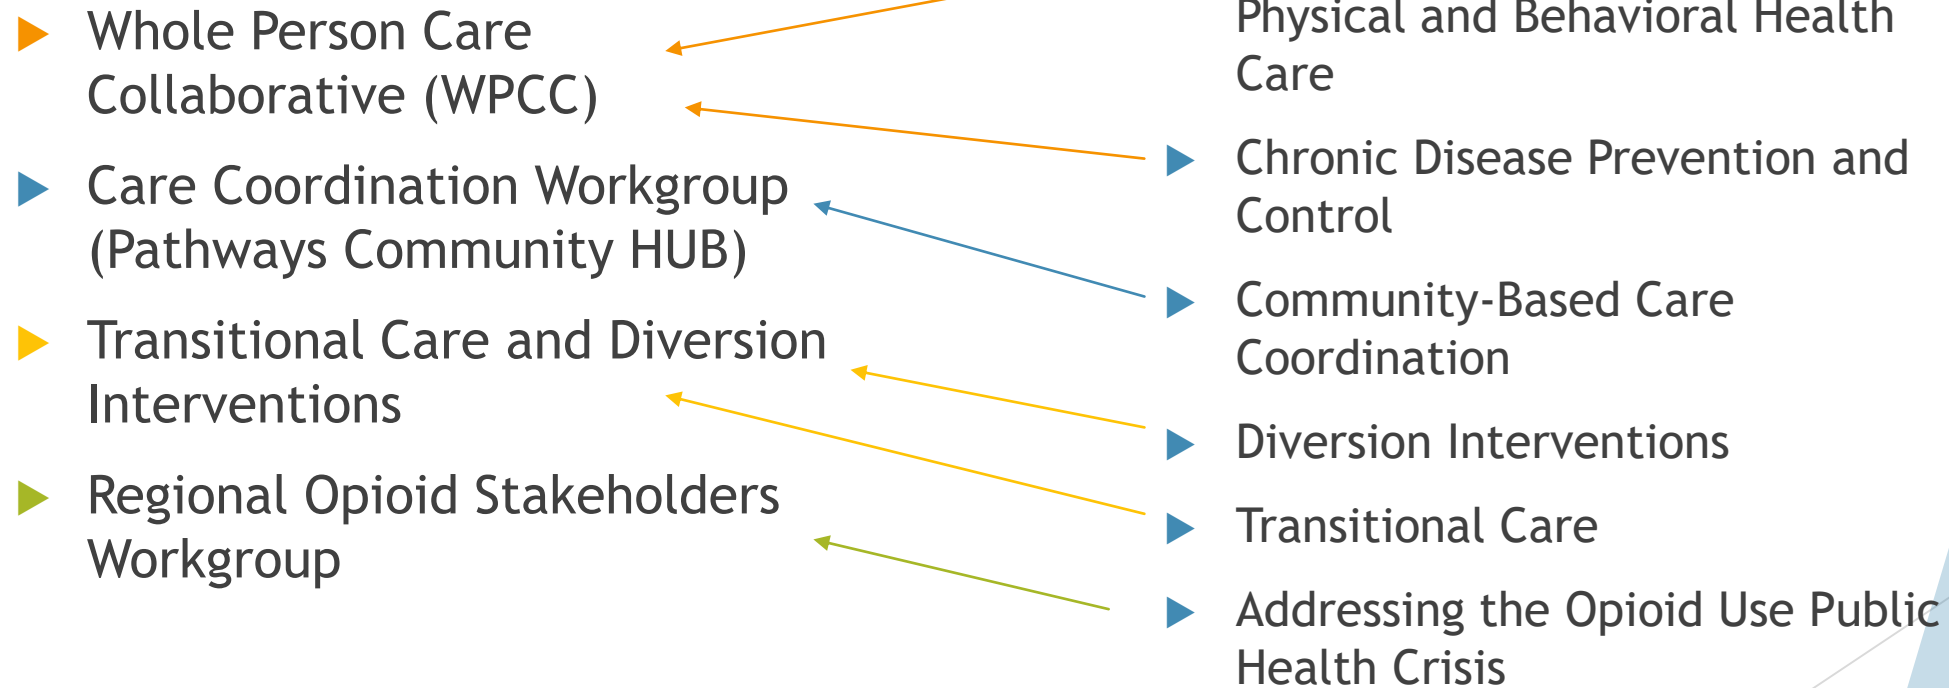 Whole Person Care
Collaborative (WPCC)
Care Coordination Workgroup
(Pathways Community HUB)
Transitional Care and Diversion
Interventions
Regional Opioid Stakeholders
Workgroup
Physical and Behavioral Health
Care
Chronic Disease Prevention and
Control
Community-Based Care
Coordination
Diversion Interventions
Transitional Care
Addressing the Opioid Use Public
Health Crisis